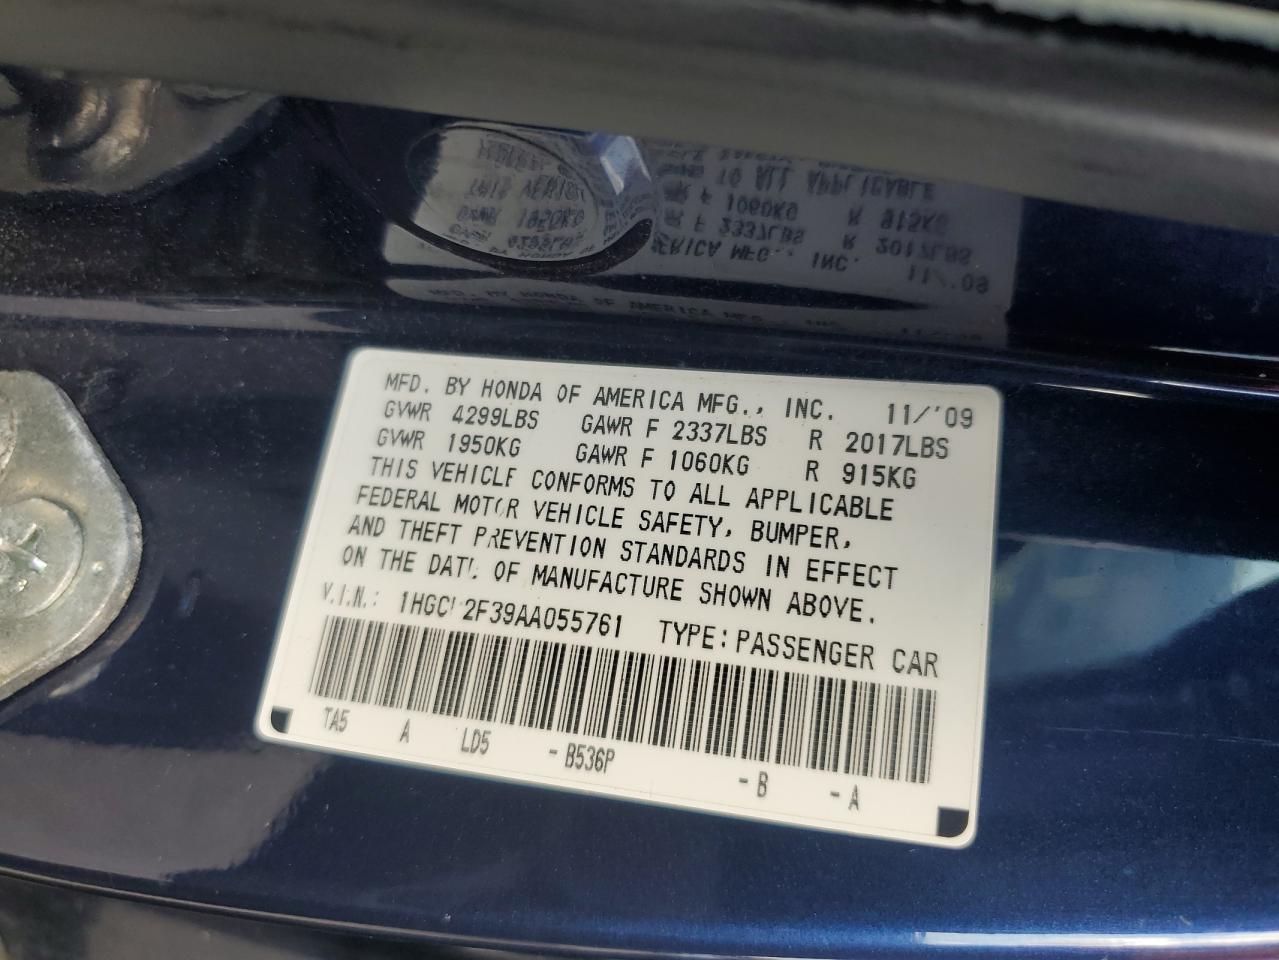 MFD. BY HONDA OF AMERICA MFG., INC. 11/'09
GVWR 4299LBS GAWR F 2337LBS R 2017LBS
GVWR 1950KG GAWR F 1060KG R 915KG
THIS VEHICLE CONFORMS TO ALL APPLICABLE
FEDERAL MOTOR VEHICLE SAFETY, BUMPER,
AND THEFT PREVENTION STANDARDS IN EFFECT
ON THE DATE OF MANUFACTURE SHOWN ABOVE.
V.I.N.: TYPE: PASSENGER CAR
TA5 A LD5 -B536P -B -A